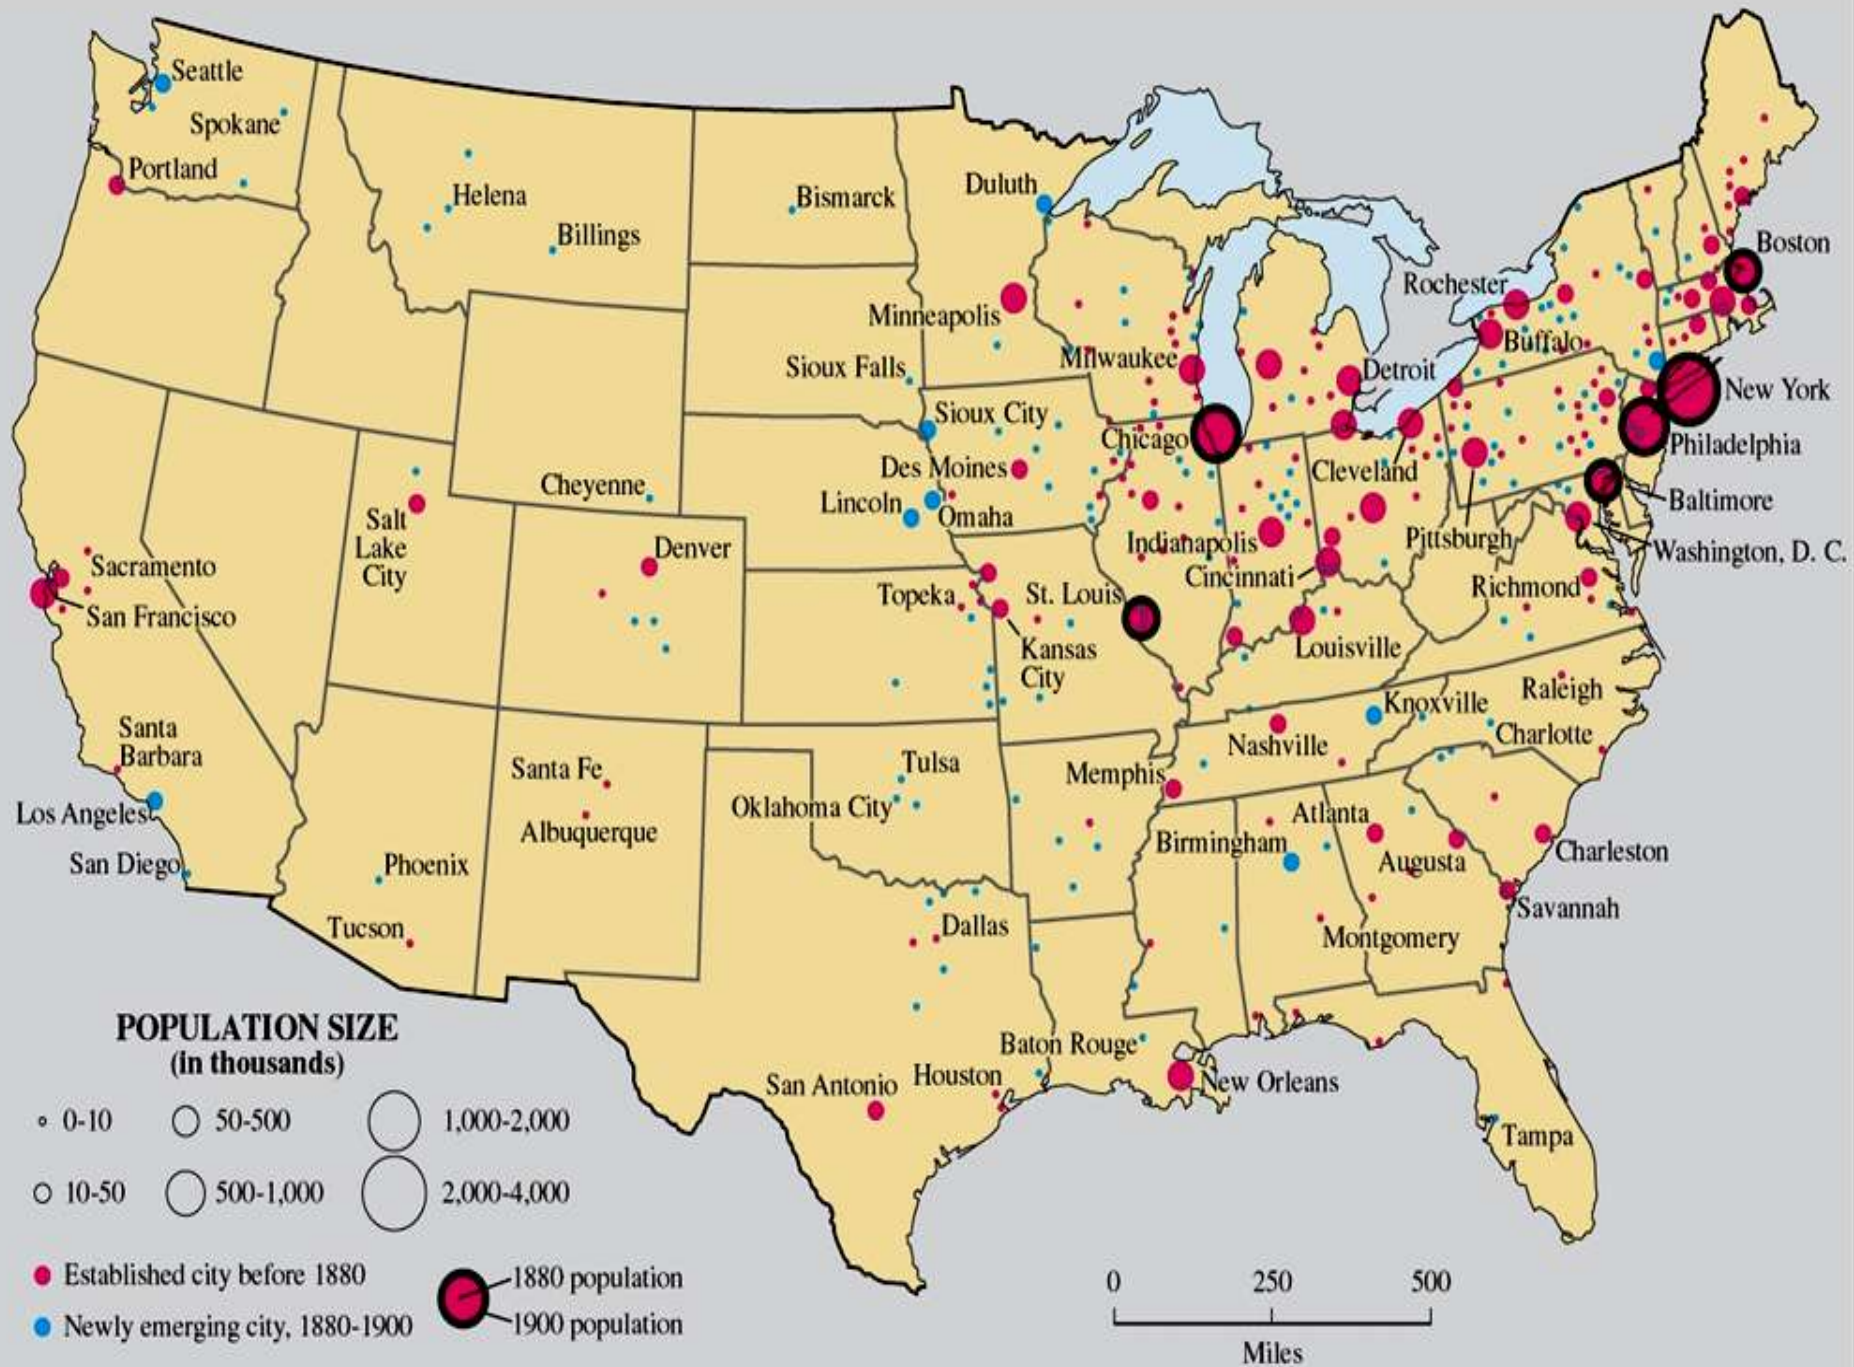 Seattle
Spokane
Portland
Helena
Billings
Bismarck
Duluth
Minneapolis
Sioux Falls
Sioux City
Des Moines
Lincoln
Omaha
Cheyenne
Salt
Lake
City
Denver
Sacramento
San Francisco
Santa
Barbara
Los Angeles
San Diego
Phoenix
Tucson
Santa Fe
Albuquerque
Topeka
Kansas
City
St. Louis
Tulsa
Oklahoma City
Dallas
San Antonio
Houston
Baton Rouge
New Orleans
Milwaukee
Chicago
Detroit
Cleveland
Indianapolis
Cincinnati
Louisville
Rochester
Buffalo
Boston
New York
Philadelphia
Baltimore
Washington, D. C.
Pittsburgh
Richmond
Raleigh
Charlotte
Knoxville
Nashville
Memphis
Birmingham
Atlanta
Augusta
Charleston
Savannah
Montgomery
Tampa
POPULATION SIZE
(in thousands)
0-10
50-500
1,000-2,000
10-50
500-1,000
2,000-4,000
Established city before 1880
Newly emerging city, 1880-1900
1880 population
1900 population
0 250 500
Miles